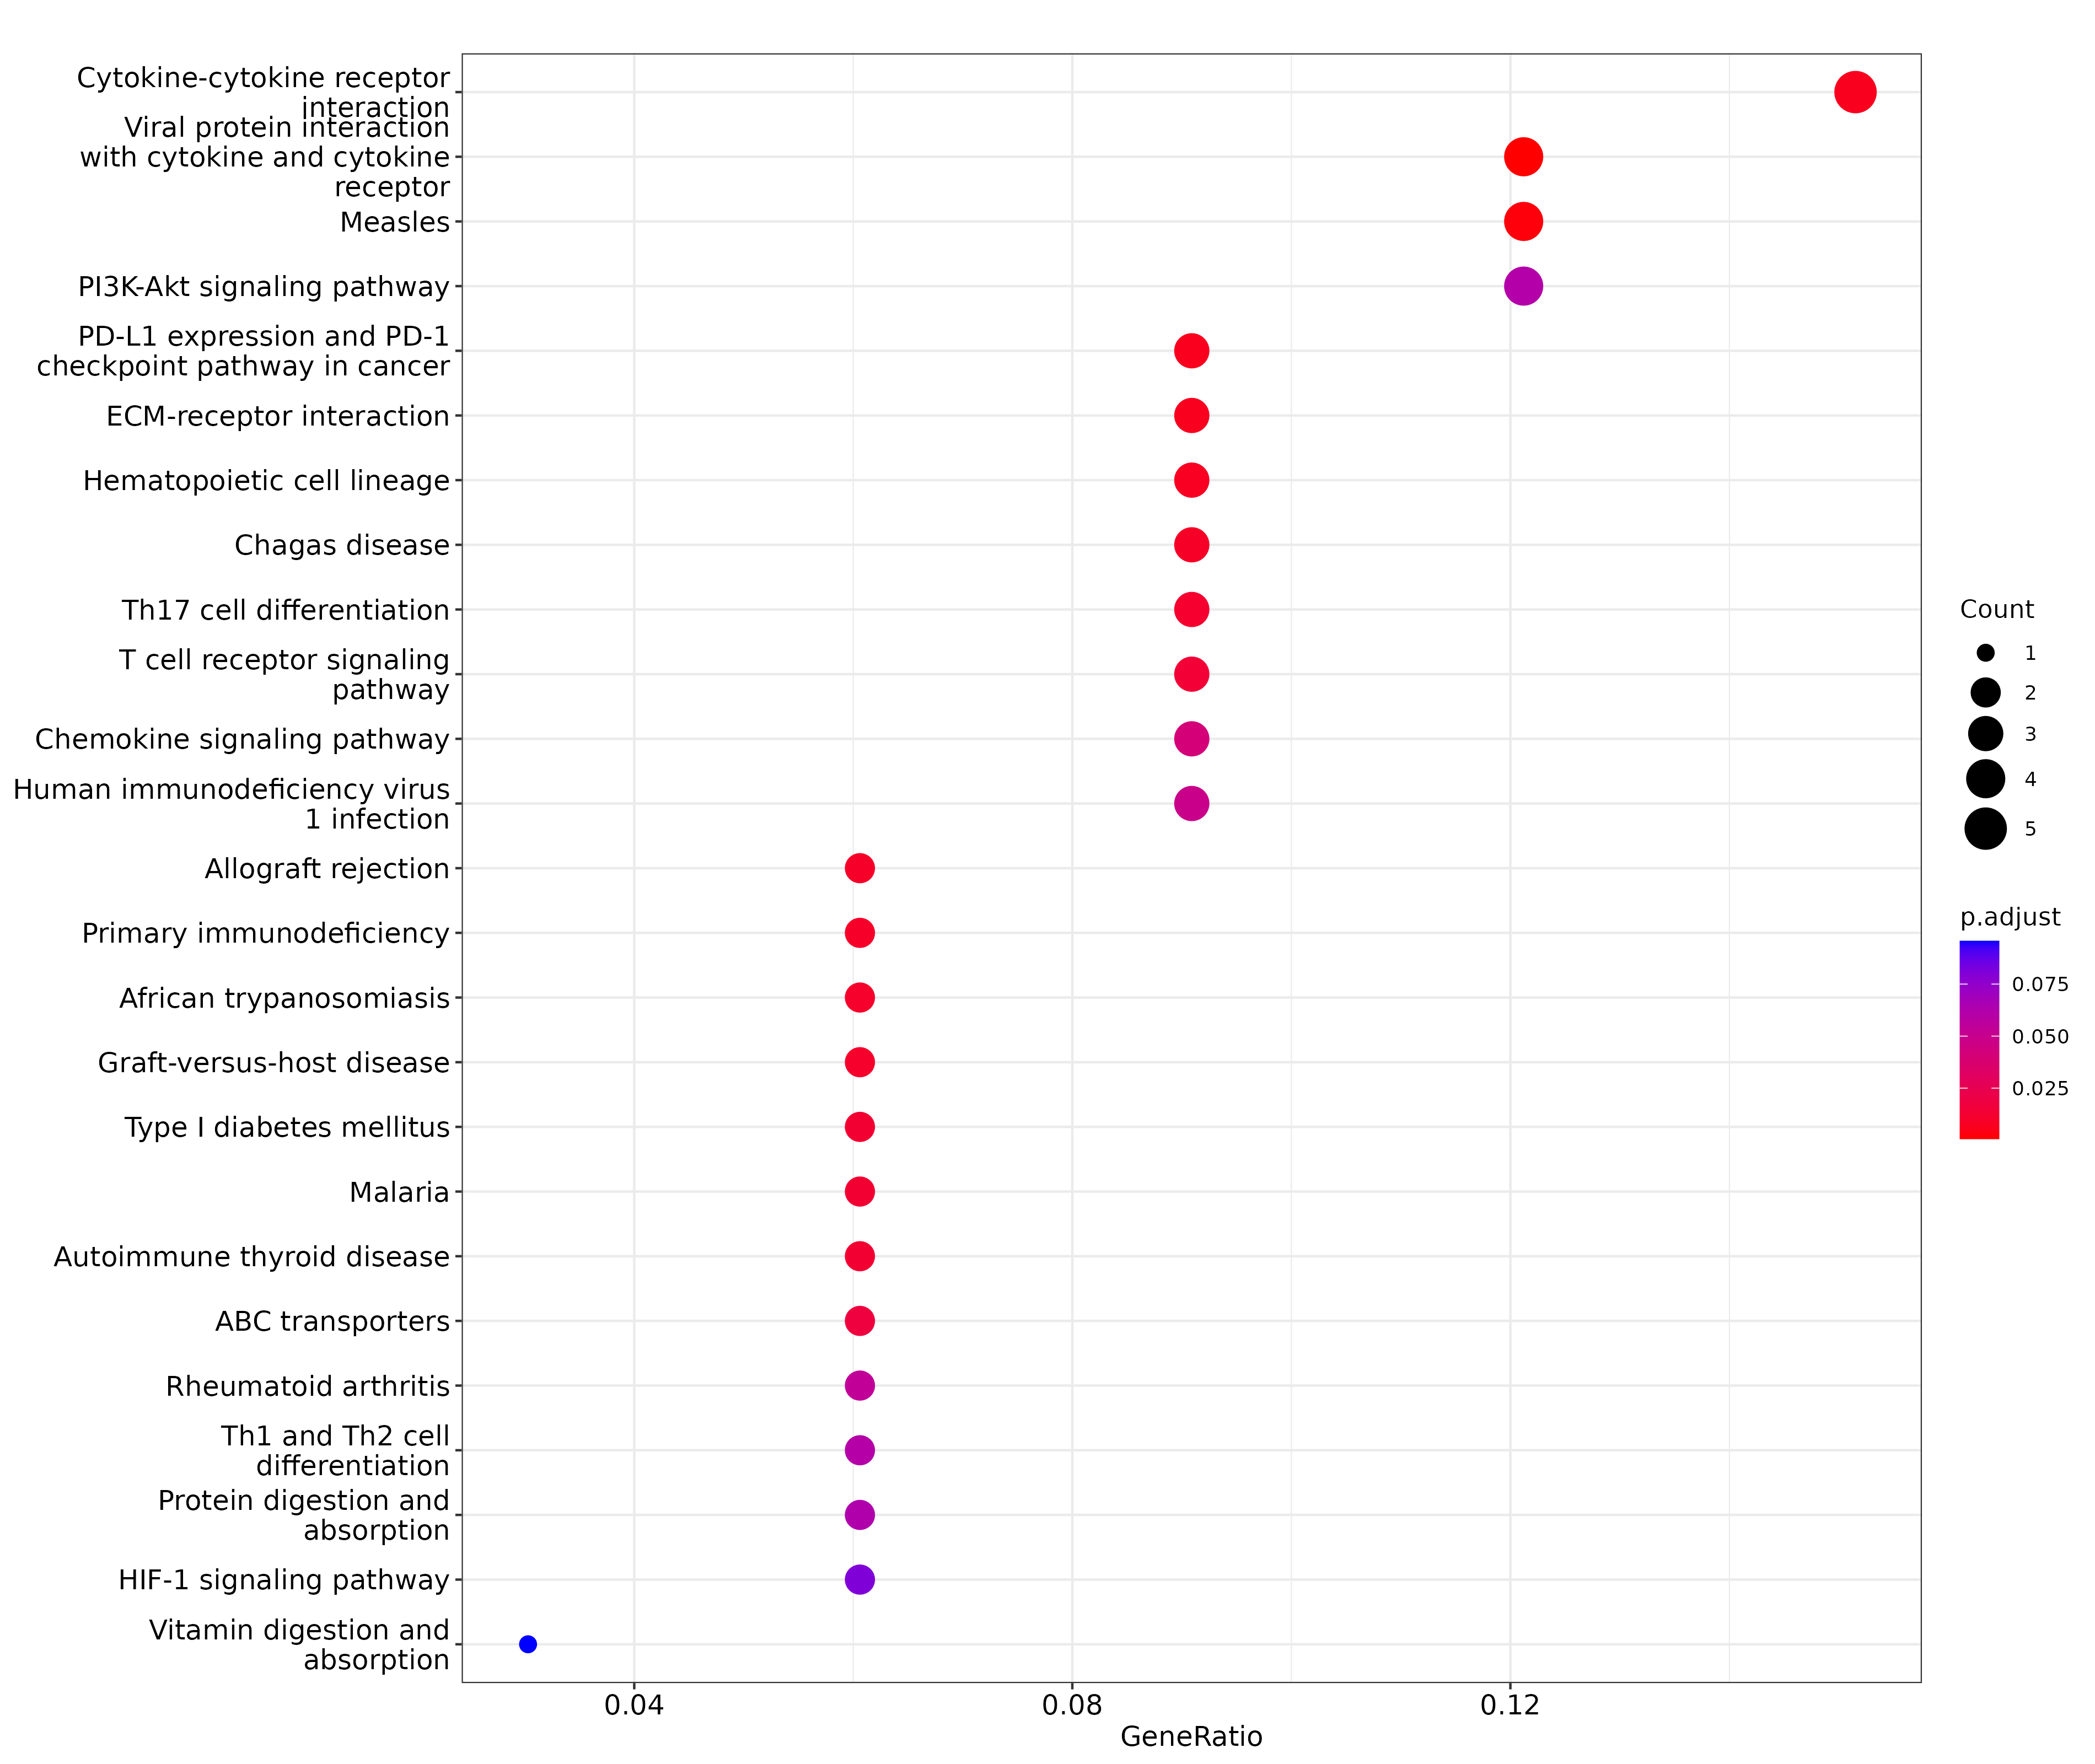 Cytokine-cytokine receptor
interaction
Viral protein interaction
with cytokine and cytokine
receptor
Measles
PI3K-Akt signaling pathway
PD-L1 expression and PD-1
checkpoint pathway in cancer
ECM-receptor interaction
Hematopoietic cell lineage
Chagas disease
Th17 cell differentiation
T cell receptor signaling
pathway
Chemokine signaling pathway
Human immunodeficiency virus
1 infection
Allograft rejection
Primary immunodeficiency
African trypanosomiasis
Graft-versus-host disease
Type I diabetes mellitus
Malaria
Autoimmune thyroid disease
ABC transporters
Rheumatoid arthritis
Th1 and Th2 cell
differentiation
Protein digestion and
absorption
HIF-1 signaling pathway
Vitamin digestion and
absorption
0.04 0.08 0.12
GeneRatio
Count
1
2
3
4
5
p.adjust
0.075
0.050
0.025